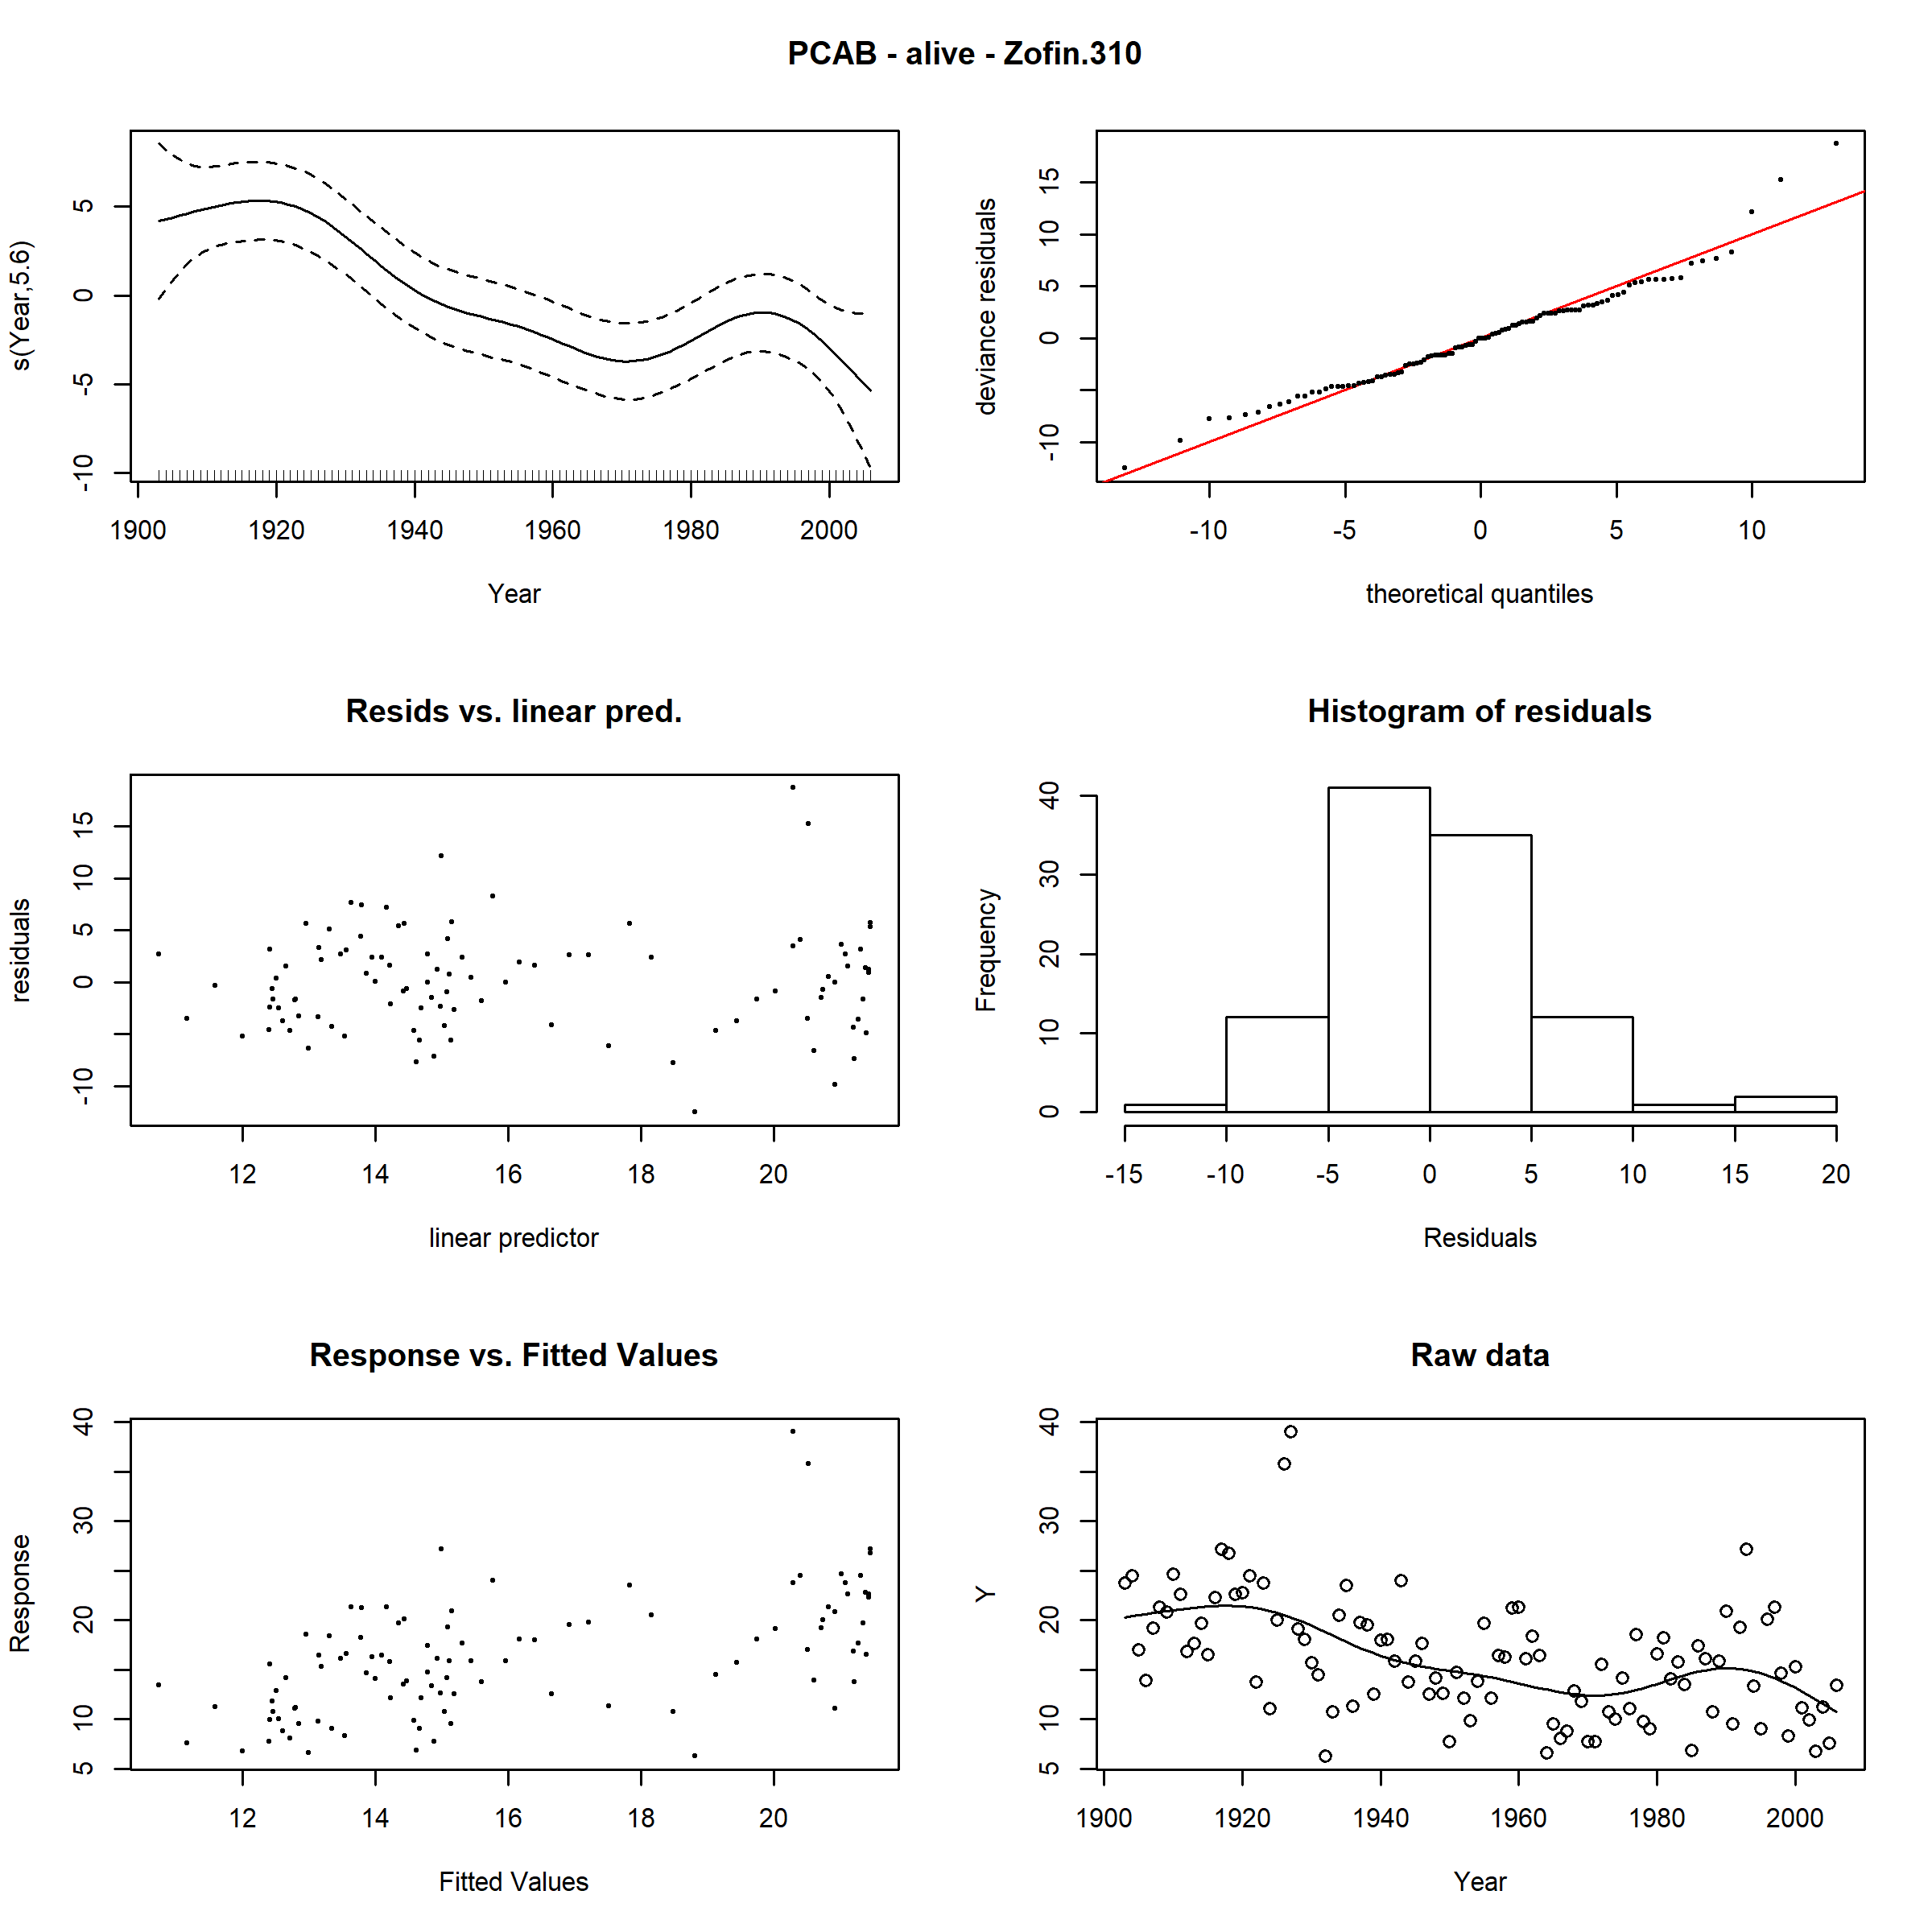 PCAB - alive - Zofin.310
s(Year,5.6)
5
0
-5
-10
1900 1920 1940 1960 1980 2000
Year
deviance residuals
15
10
5
0
-10
-10 -5 0 5 10
theoretical quantiles
Resids vs. linear pred.
residuals
15
10
5
0
-10
12 14 16 18 20
linear predictor
Histogram of residuals
Frequency
40
30
20
10
0
-15 -10 -5 0 5 10 15 20
Residuals
Response vs. Fitted Values
Response
40
30
20
10
5
12 14 16 18 20
Fitted Values
Raw data
Y
40
30
20
10
5
1900 1920 1940 1960 1980 2000
Year